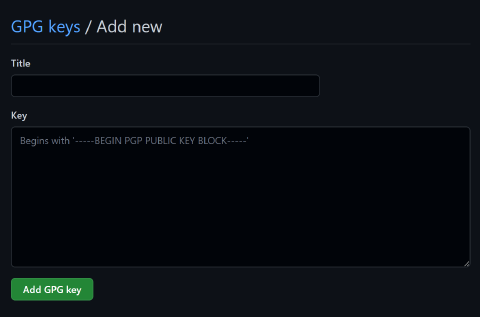 GPG keys / Add new
Title
Key
Begins with '-----BEGIN PGP PUBLIC KEY BLOCK-----'
Add GPG key